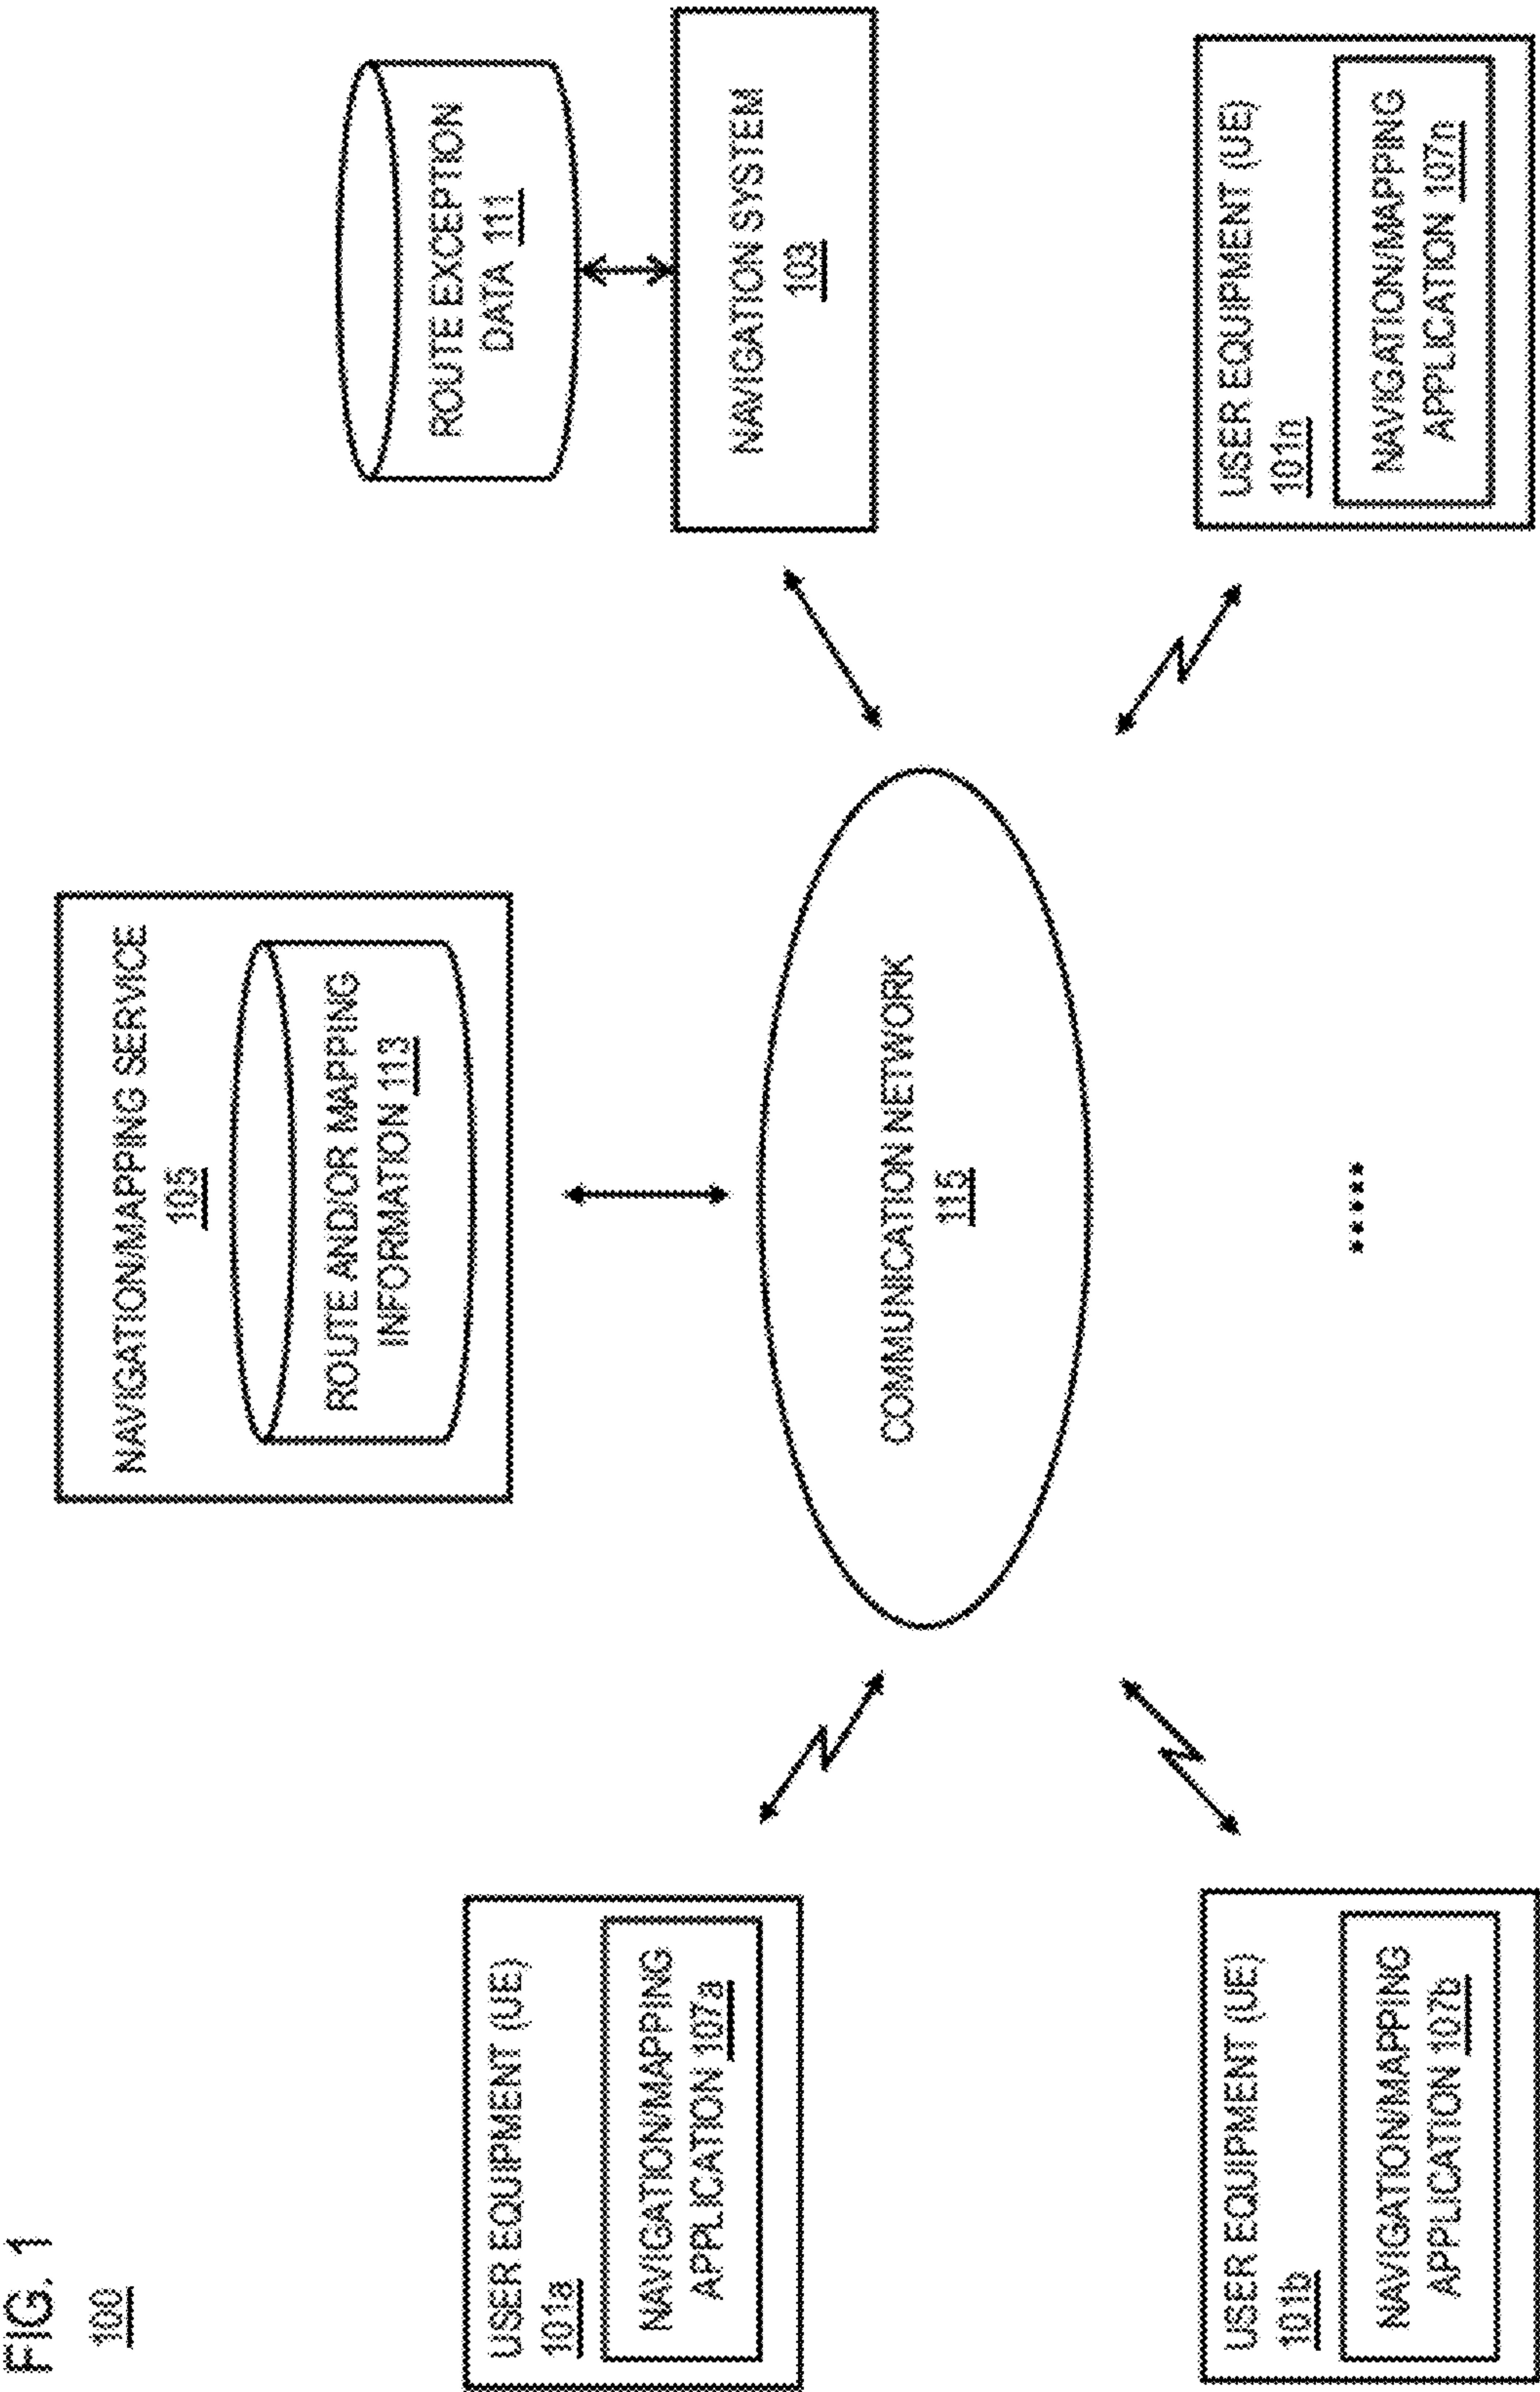 FIG. 1
100
NAVIGATION/MAPPING SERVICE
105
ROUTE AND/OR MAPPING
INFORMATION 113
ROUTE EXCEPTION
DATA 111
USER EQUIPMENT (UE)
101a
NAVIGATION/MAPPING
APPLICATION 107a
NAVIGATION SYSTEM
103
COMMUNICATION NETWORK
115
USER EQUIPMENT (UE)
101b
NAVIGATION/MAPPING
APPLICATION 107b
.....
USER EQUIPMENT (UE)
101n
NAVIGATION/MAPPING
APPLICATION 107n